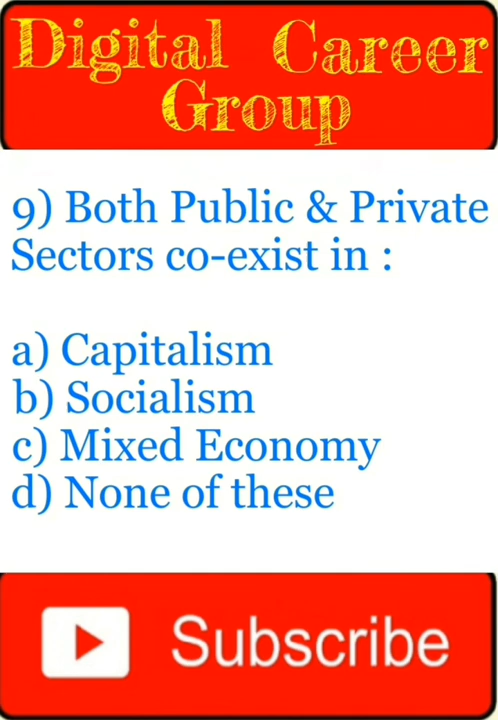 Digital Career
Group
9) Both Public & Private
Sectors co-exist in :
a) Capitalism
b) Socialism
c) Mixed Economy
d) None of these
Subscribe